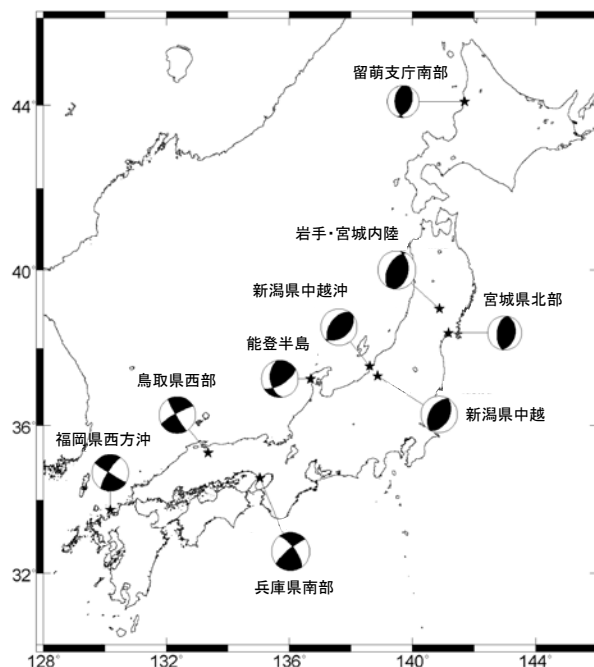 留萌支庁南部
44°
岩手・宮城内陸
40°
新潟県中越沖
宮城県北部
能登半島
鳥取県西部
新潟県中越
36°
福岡県西方沖
兵庫県南部
32°
128°
132°
136°
140°
144°